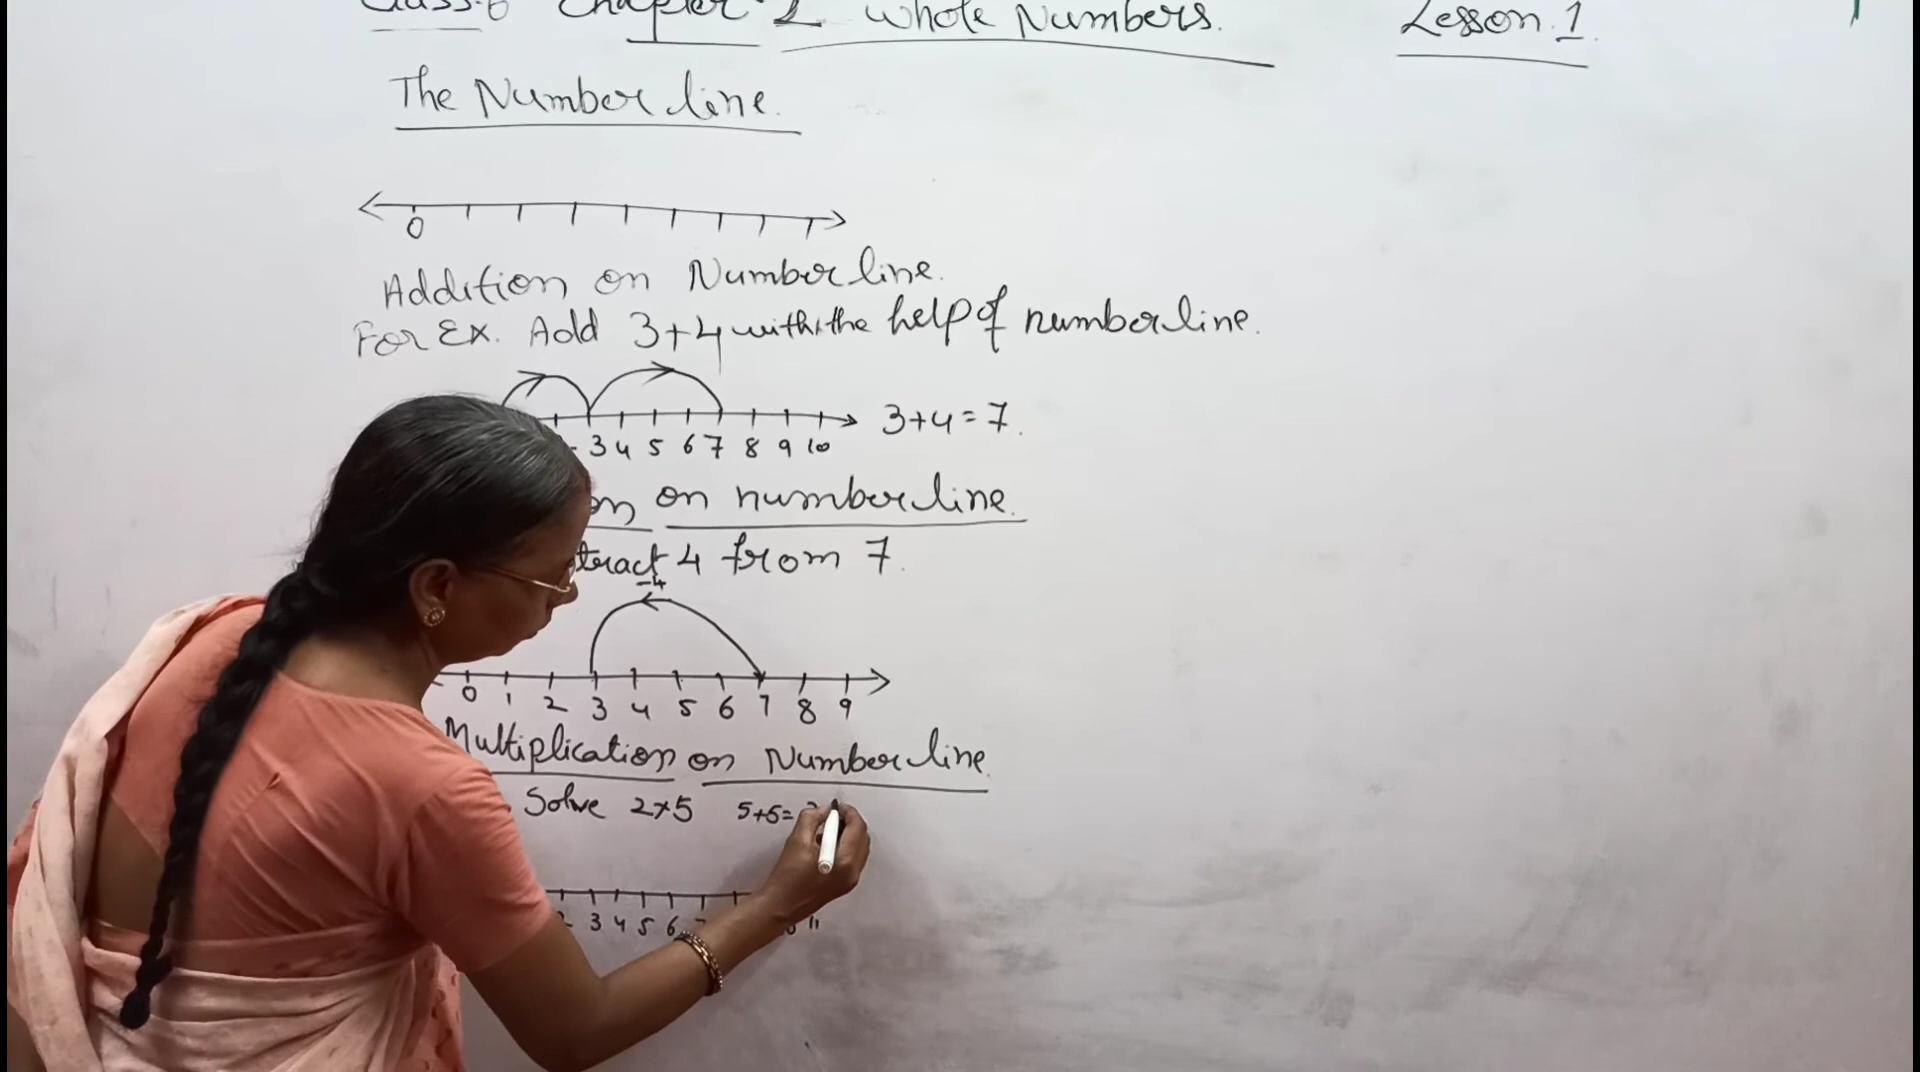 Class.6 Chapter. 2 Whole Numbers. Lesson.1.
The Number line.
0
Addition on Number line.
For Ex. Add 3+4 with the help of number line.
3 4 5 6 7 8 9 10 3+4=7.
on number line.
4 from 7.
-4
0 1 2 3 4 5 6 7 8 9
Multiplication on Number line.
Solve 2×5 5+5=
2 3 4 5 6 11